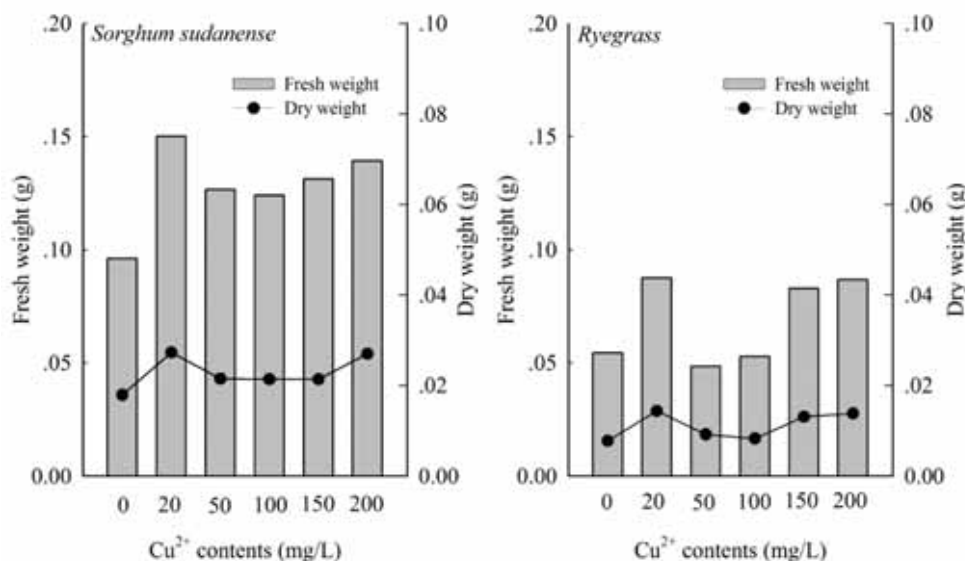 Sorghum sudanense
Fresh weight
Dry weight
.20
.15
.10
.05
0.00
Fresh weight (g)
.10
.08
.06
.04
.02
0.00
Dry weight (g)
0 20 50 100 150 200
Cu²⁺ contents (mg/L)
Ryegrass
Fresh weight
Dry weight
.20
.15
.10
.05
0.00
Fresh weight (g)
.10
.08
.06
.04
.02
0.00
Dry weight (g)
0 20 50 100 150 200
Cu²⁺ contents (mg/L)